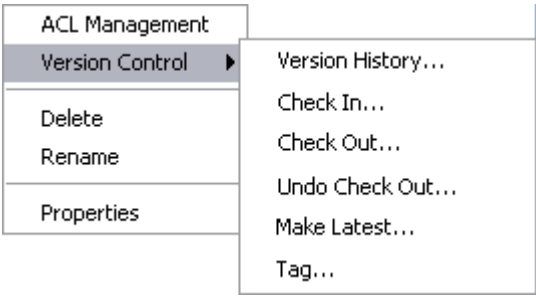 ACL Management
Version Control
Delete
Rename
Properties
Version History...
Check In...
Check Out...
Undo Check Out...
Make Latest...
Tag...